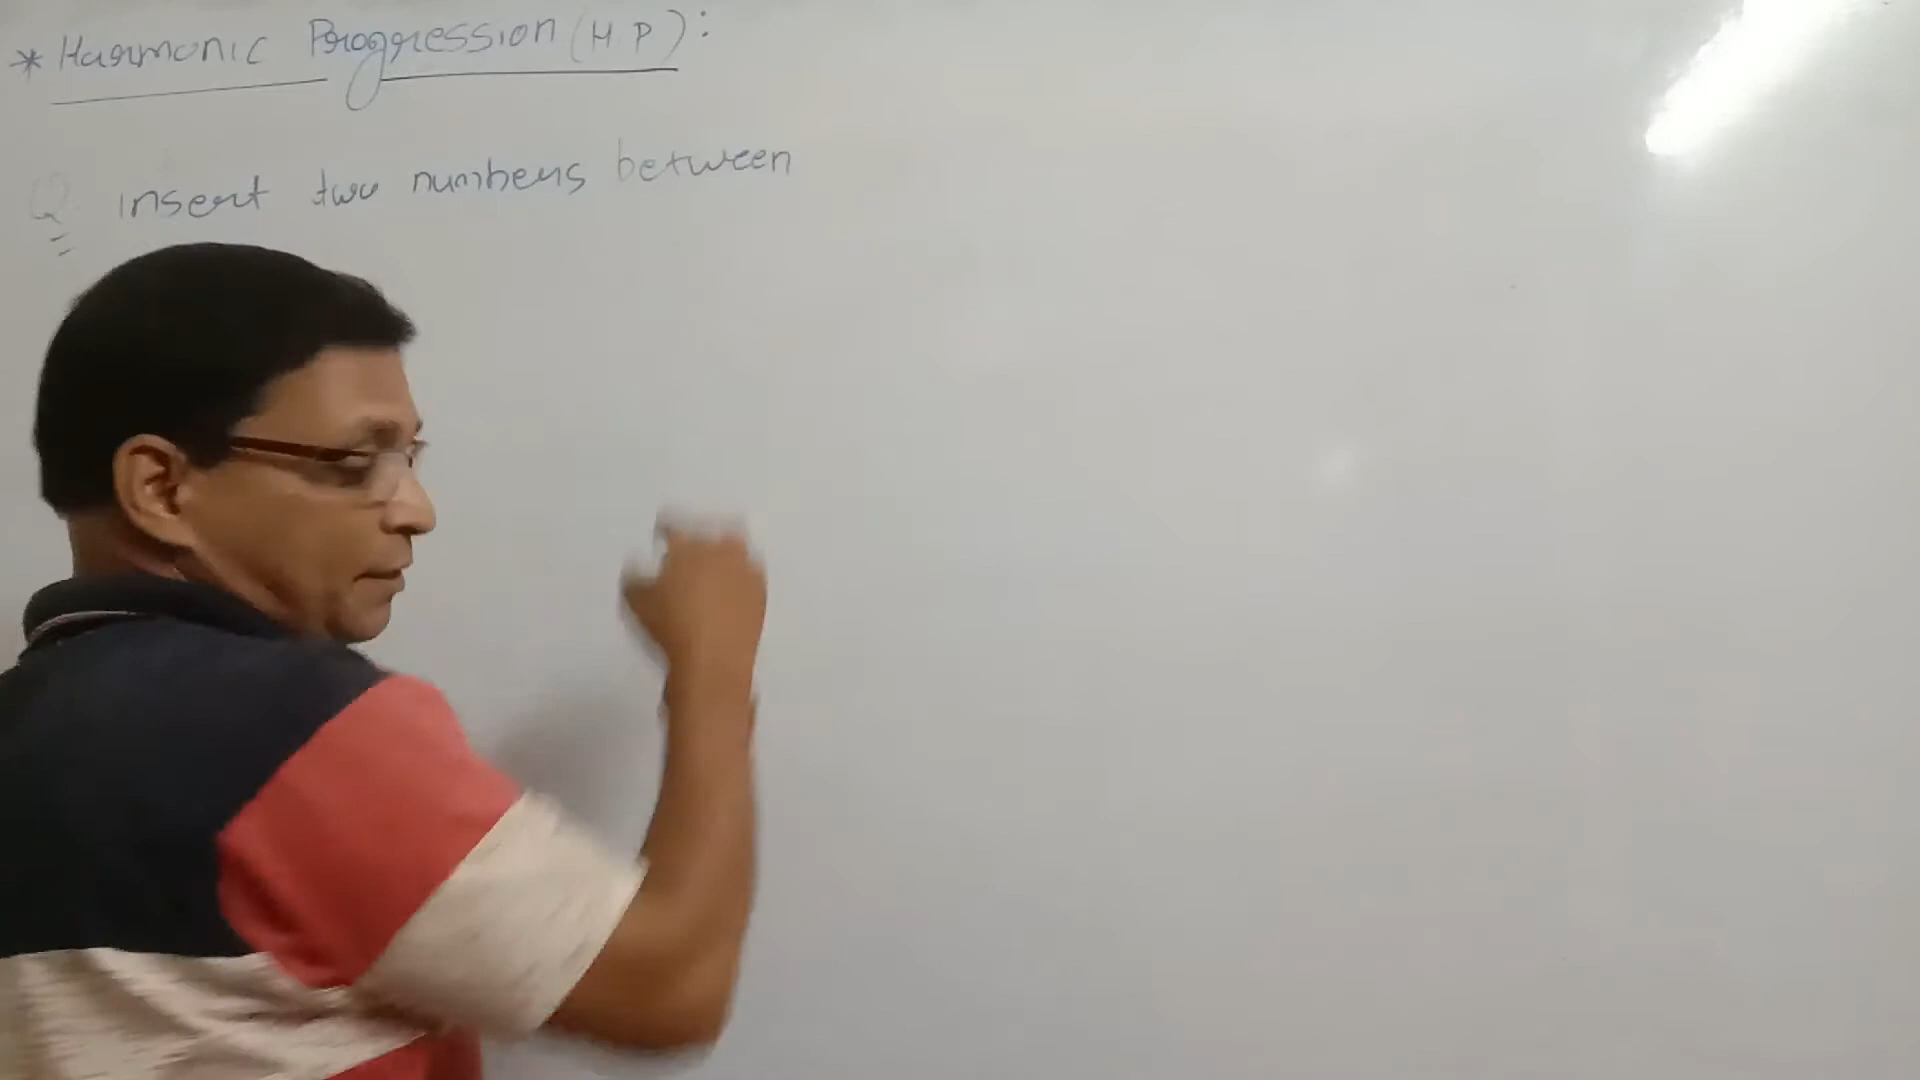 * Harmonic Progression (H.P):
Q. insert two numbers between